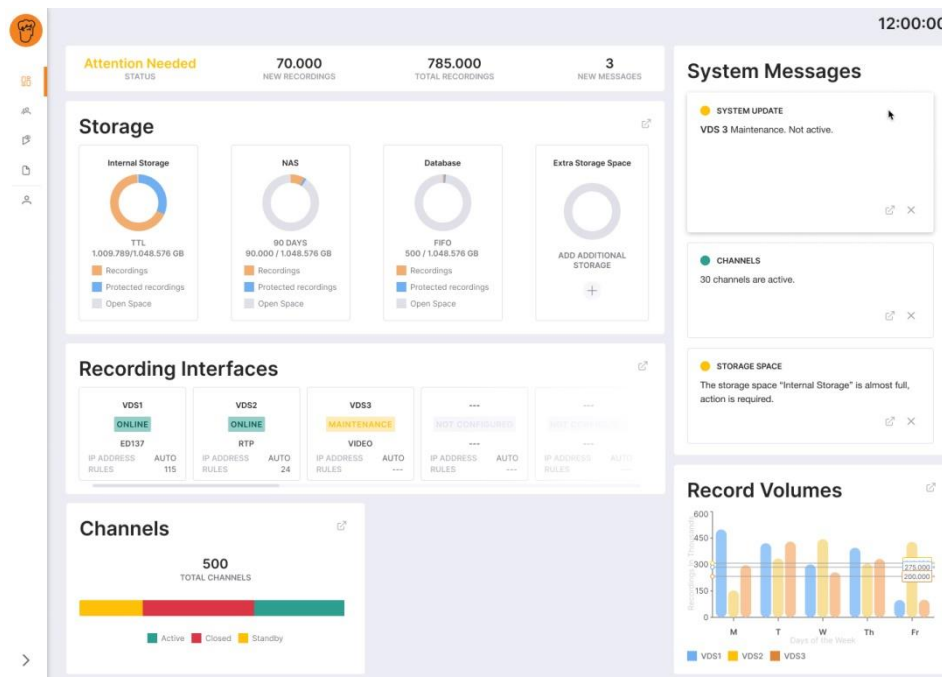 12:00:00
Attention Needed
STATUS
70.000
NEW RECORDINGS
785.000
TOTAL RECORDINGS
3
NEW MESSAGES
Storage
Internal Storage
TTL
1.009.789/1.048.576 GB
Recordings
Protected recordings
Open Space
NAS
90 DAYS
90.000 / 1.048.576 GB
Recordings
Protected recordings
Open Space
Database
FIFO
500 / 1.048.576 GB
Recordings
Protected recordings
Open Space
Extra Storage Space
ADD ADDITIONAL
STORAGE
Recording Interfaces
VDS1
ONLINE
ED137
IP ADDRESS AUTO
RULES 115
VDS2
ONLINE
RTP
IP ADDRESS AUTO
RULES 24
VDS3
MAINTENANCE
VIDEO
IP ADDRESS AUTO
RULES ---
---
NOT CONFIGURED
---
IP ADDRESS AUTO
RULES ---
---
NOT CONFIGURED
---
IP ADDRESS AUTO
RULES ---
Channels
500
TOTAL CHANNELS
Active Closed Standby
System Messages
SYSTEM UPDATE
VDS 3 Maintenance. Not active.
CHANNELS
30 channels are active.
STORAGE SPACE
The storage space “Internal Storage” is almost full,
action is required.
Record Volumes
Recordings in Thousands
600
450
300
150
0
275.000
200.000
M T W Th Fr
Days of the Week
VDS1 VDS2 VDS3